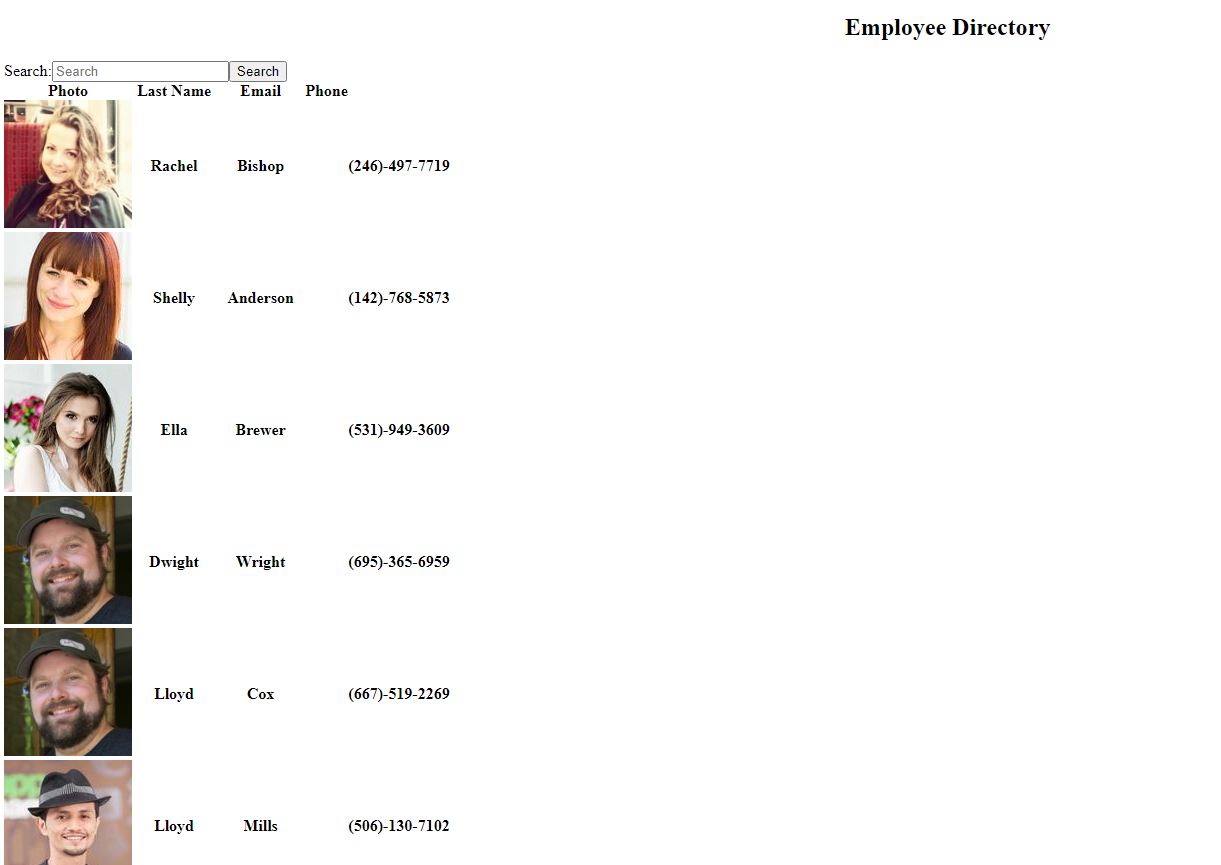 Employee Directory
Search: Search Search
Photo Last Name Email Phone
Rachel Bishop (246)-497-7719
Shelly Anderson (142)-768-5873
Ella Brewer (531)-949-3609
Dwight Wright (695)-365-6959
Lloyd Cox (667)-519-2269
Lloyd Mills (506)-130-7102